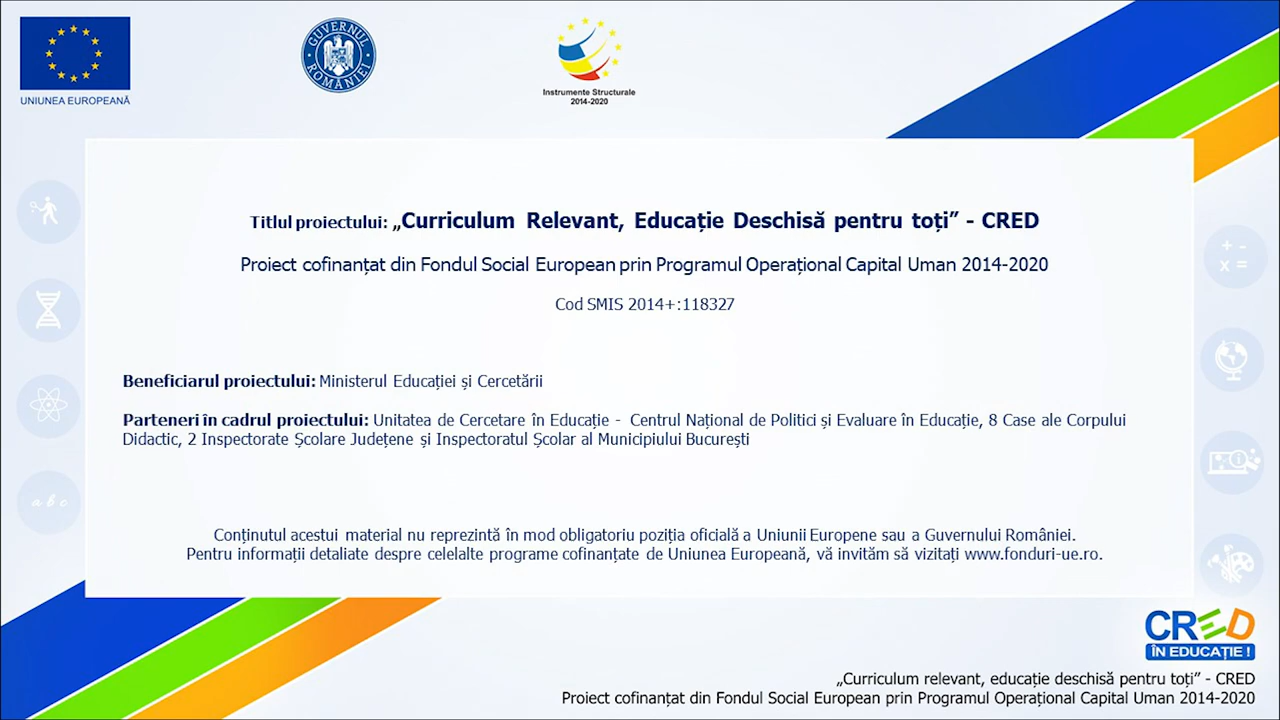 UNIUNEA EUROPEANĂ
GUVERNUL ROMÂNIEI
Instrumente Structurale
2014-2020
Titlul proiectului: „Curriculum Relevant, Educație Deschisă pentru toți” - CRED
Proiect cofinanțat din Fondul Social European prin Programul Operațional Capital Uman 2014-2020
Cod SMIS 2014+:118327
+ -
x =
Beneficiarul proiectului: Ministerul Educației și Cercetării
Parteneri în cadrul proiectului: Unitatea de Cercetare în Educație - Centrul Național de Politici și Evaluare în Educație, 8 Case ale Corpului
Didactic, 2 Inspectorate Școlare Județene și Inspectoratul Școlar al Municipiului București
a b c
Conținutul acestui material nu reprezintă în mod obligatoriu poziția oficială a Uniunii Europene sau a Guvernului României.
Pentru informații detaliate despre celelalte programe cofinanțate de Uniunea Europeană, vă invităm să vizitați www.fonduri-ue.ro.
CRED
ÎN EDUCAȚIE !
„Curriculum relevant, educație deschisă pentru toți” - CRED
Proiect cofinanțat din Fondul Social European prin Programul Operațional Capital Uman 2014-2020